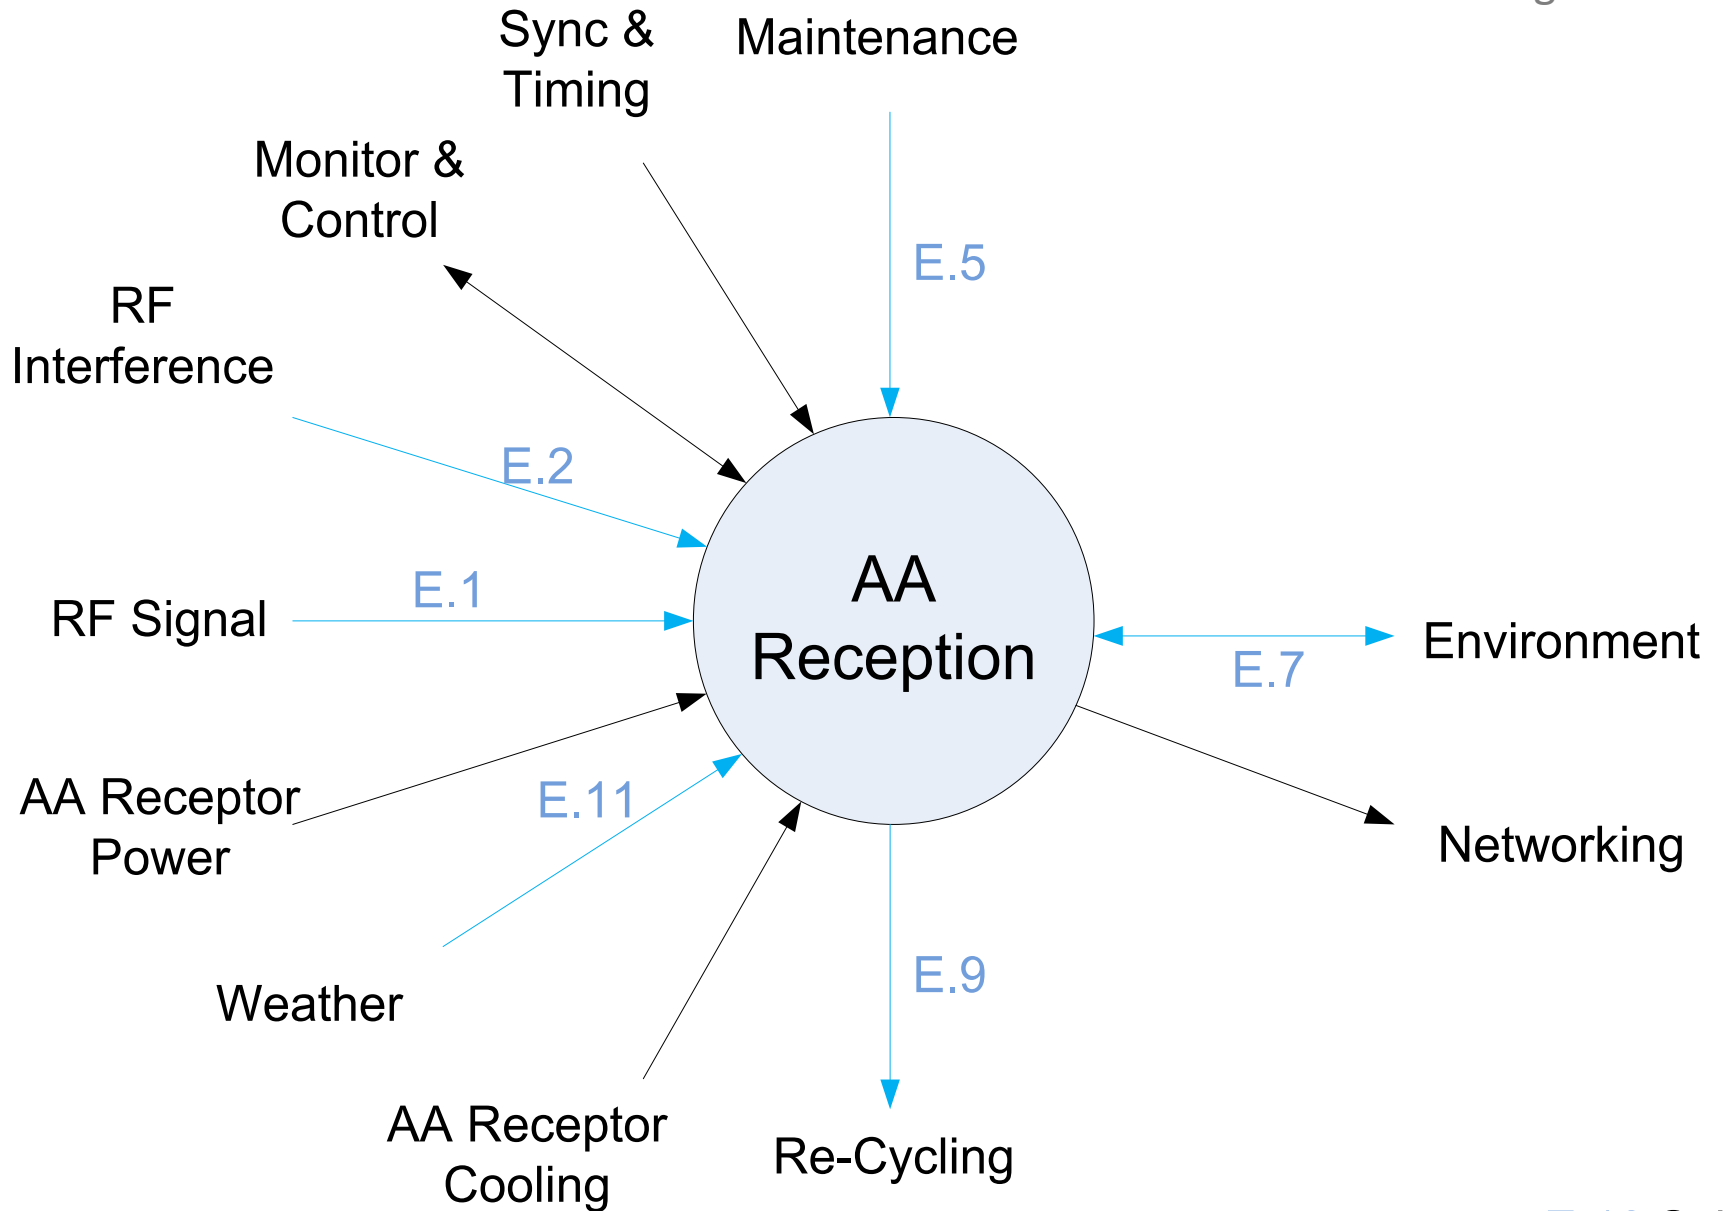 Sync &
Timing
Maintenance
Monitor &
Control
E.5
RF
Interference
E.2
AA
Reception
E.1
RF Signal
Environment
E.7
AA Receptor
Power
E.11
Networking
Weather
E.9
AA Receptor
Cooling
Re-Cycling